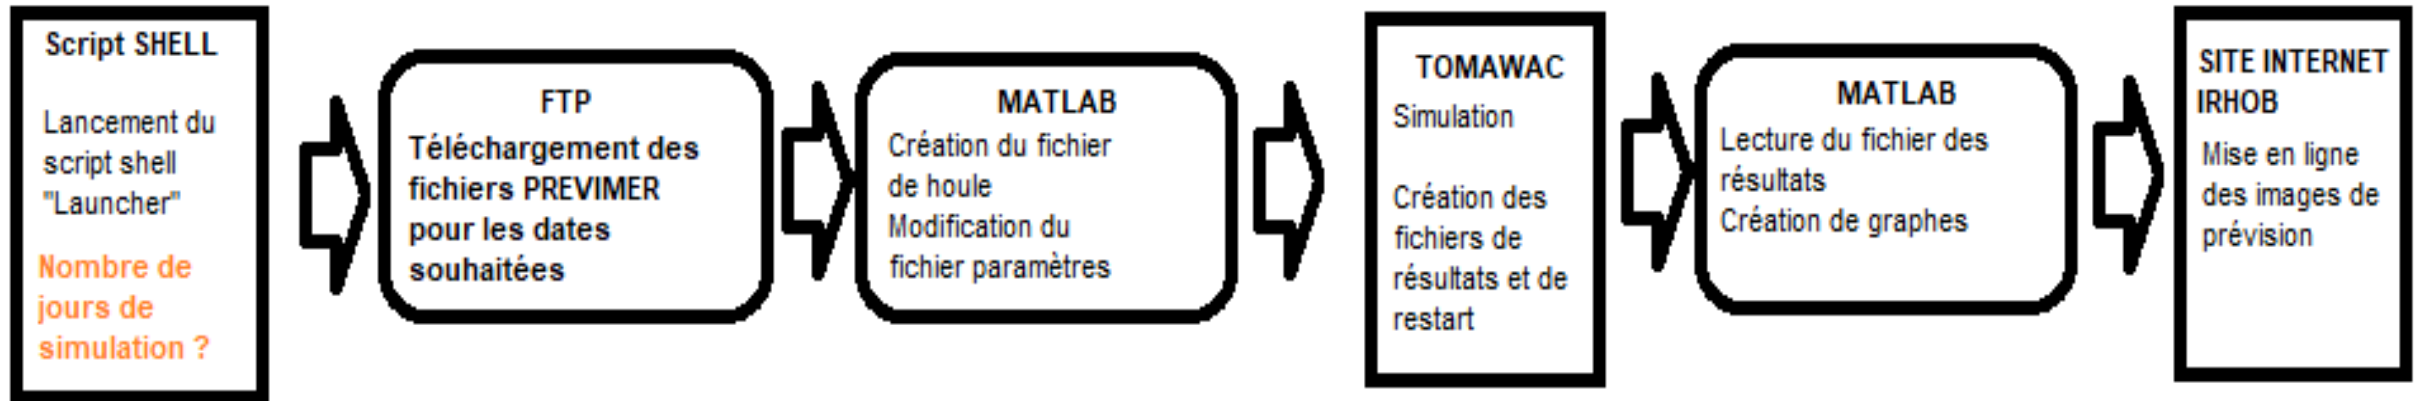 Script SHELL
Lancement du
script shell
"Launcher"
Nombre de
jours de
simulation ?
FTP
Téléchargement des
fichiers PREVIMER
pour les dates
souhaitées
MATLAB
Création du fichier
de houle
Modification du
fichier paramètres
TOMAWAC
Simulation
Création des
fichiers de
résultats et de
restart
MATLAB
Lecture du fichier des
résultats
Création de graphes
SITE INTERNET
IRHOB
Mise en ligne
des images de
prévision